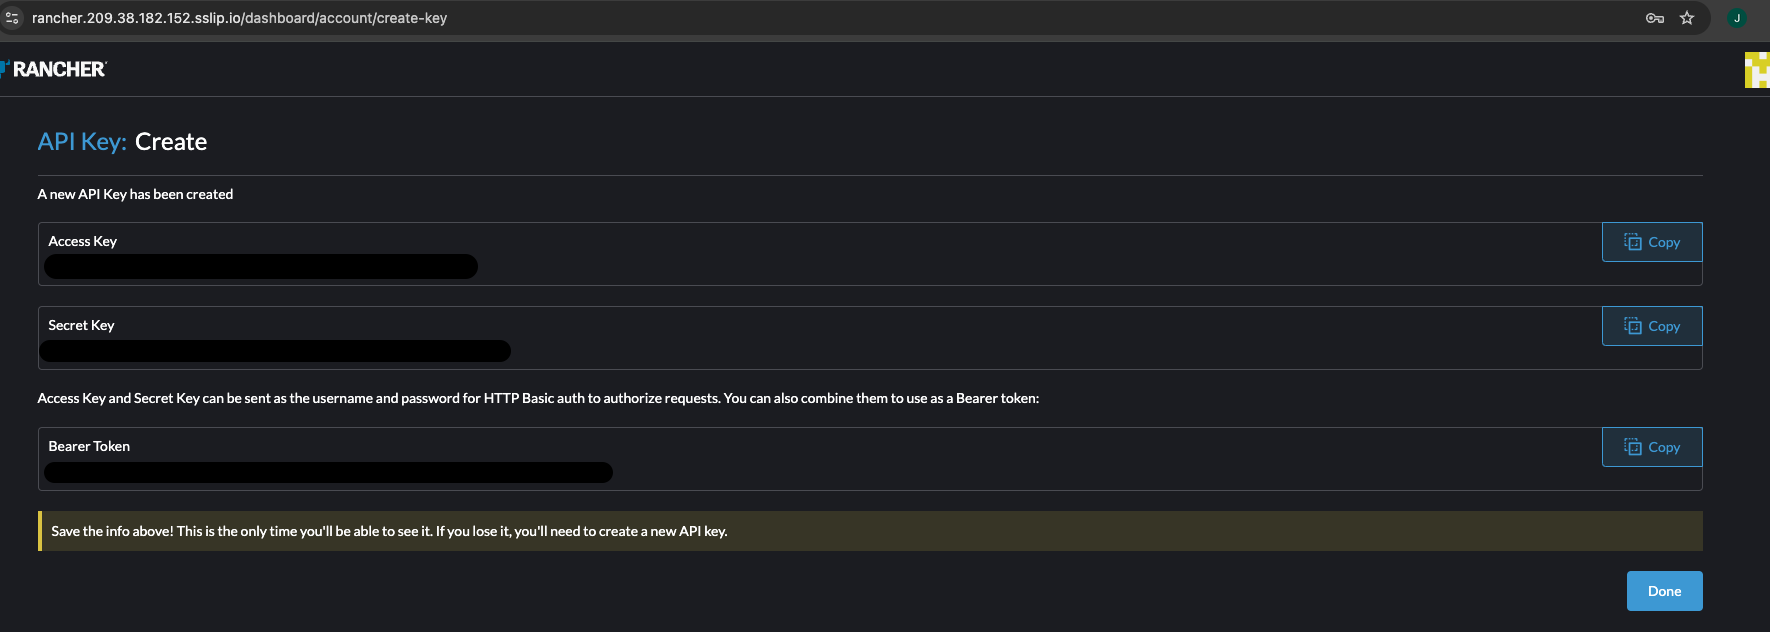 rancher.209.38.182.152.sslip.io/dashboard/account/create-key
J
RANCHER
API Key: Create
A new API Key has been created
Access Key
Copy
Secret Key
Copy
Access Key and Secret Key can be sent as the username and password for HTTP Basic auth to authorize requests. You can also combine them to use as a Bearer token:
Bearer Token
Copy
Save the info above! This is the only time you'll be able to see it. If you lose it, you'll need to create a new API key.
Done